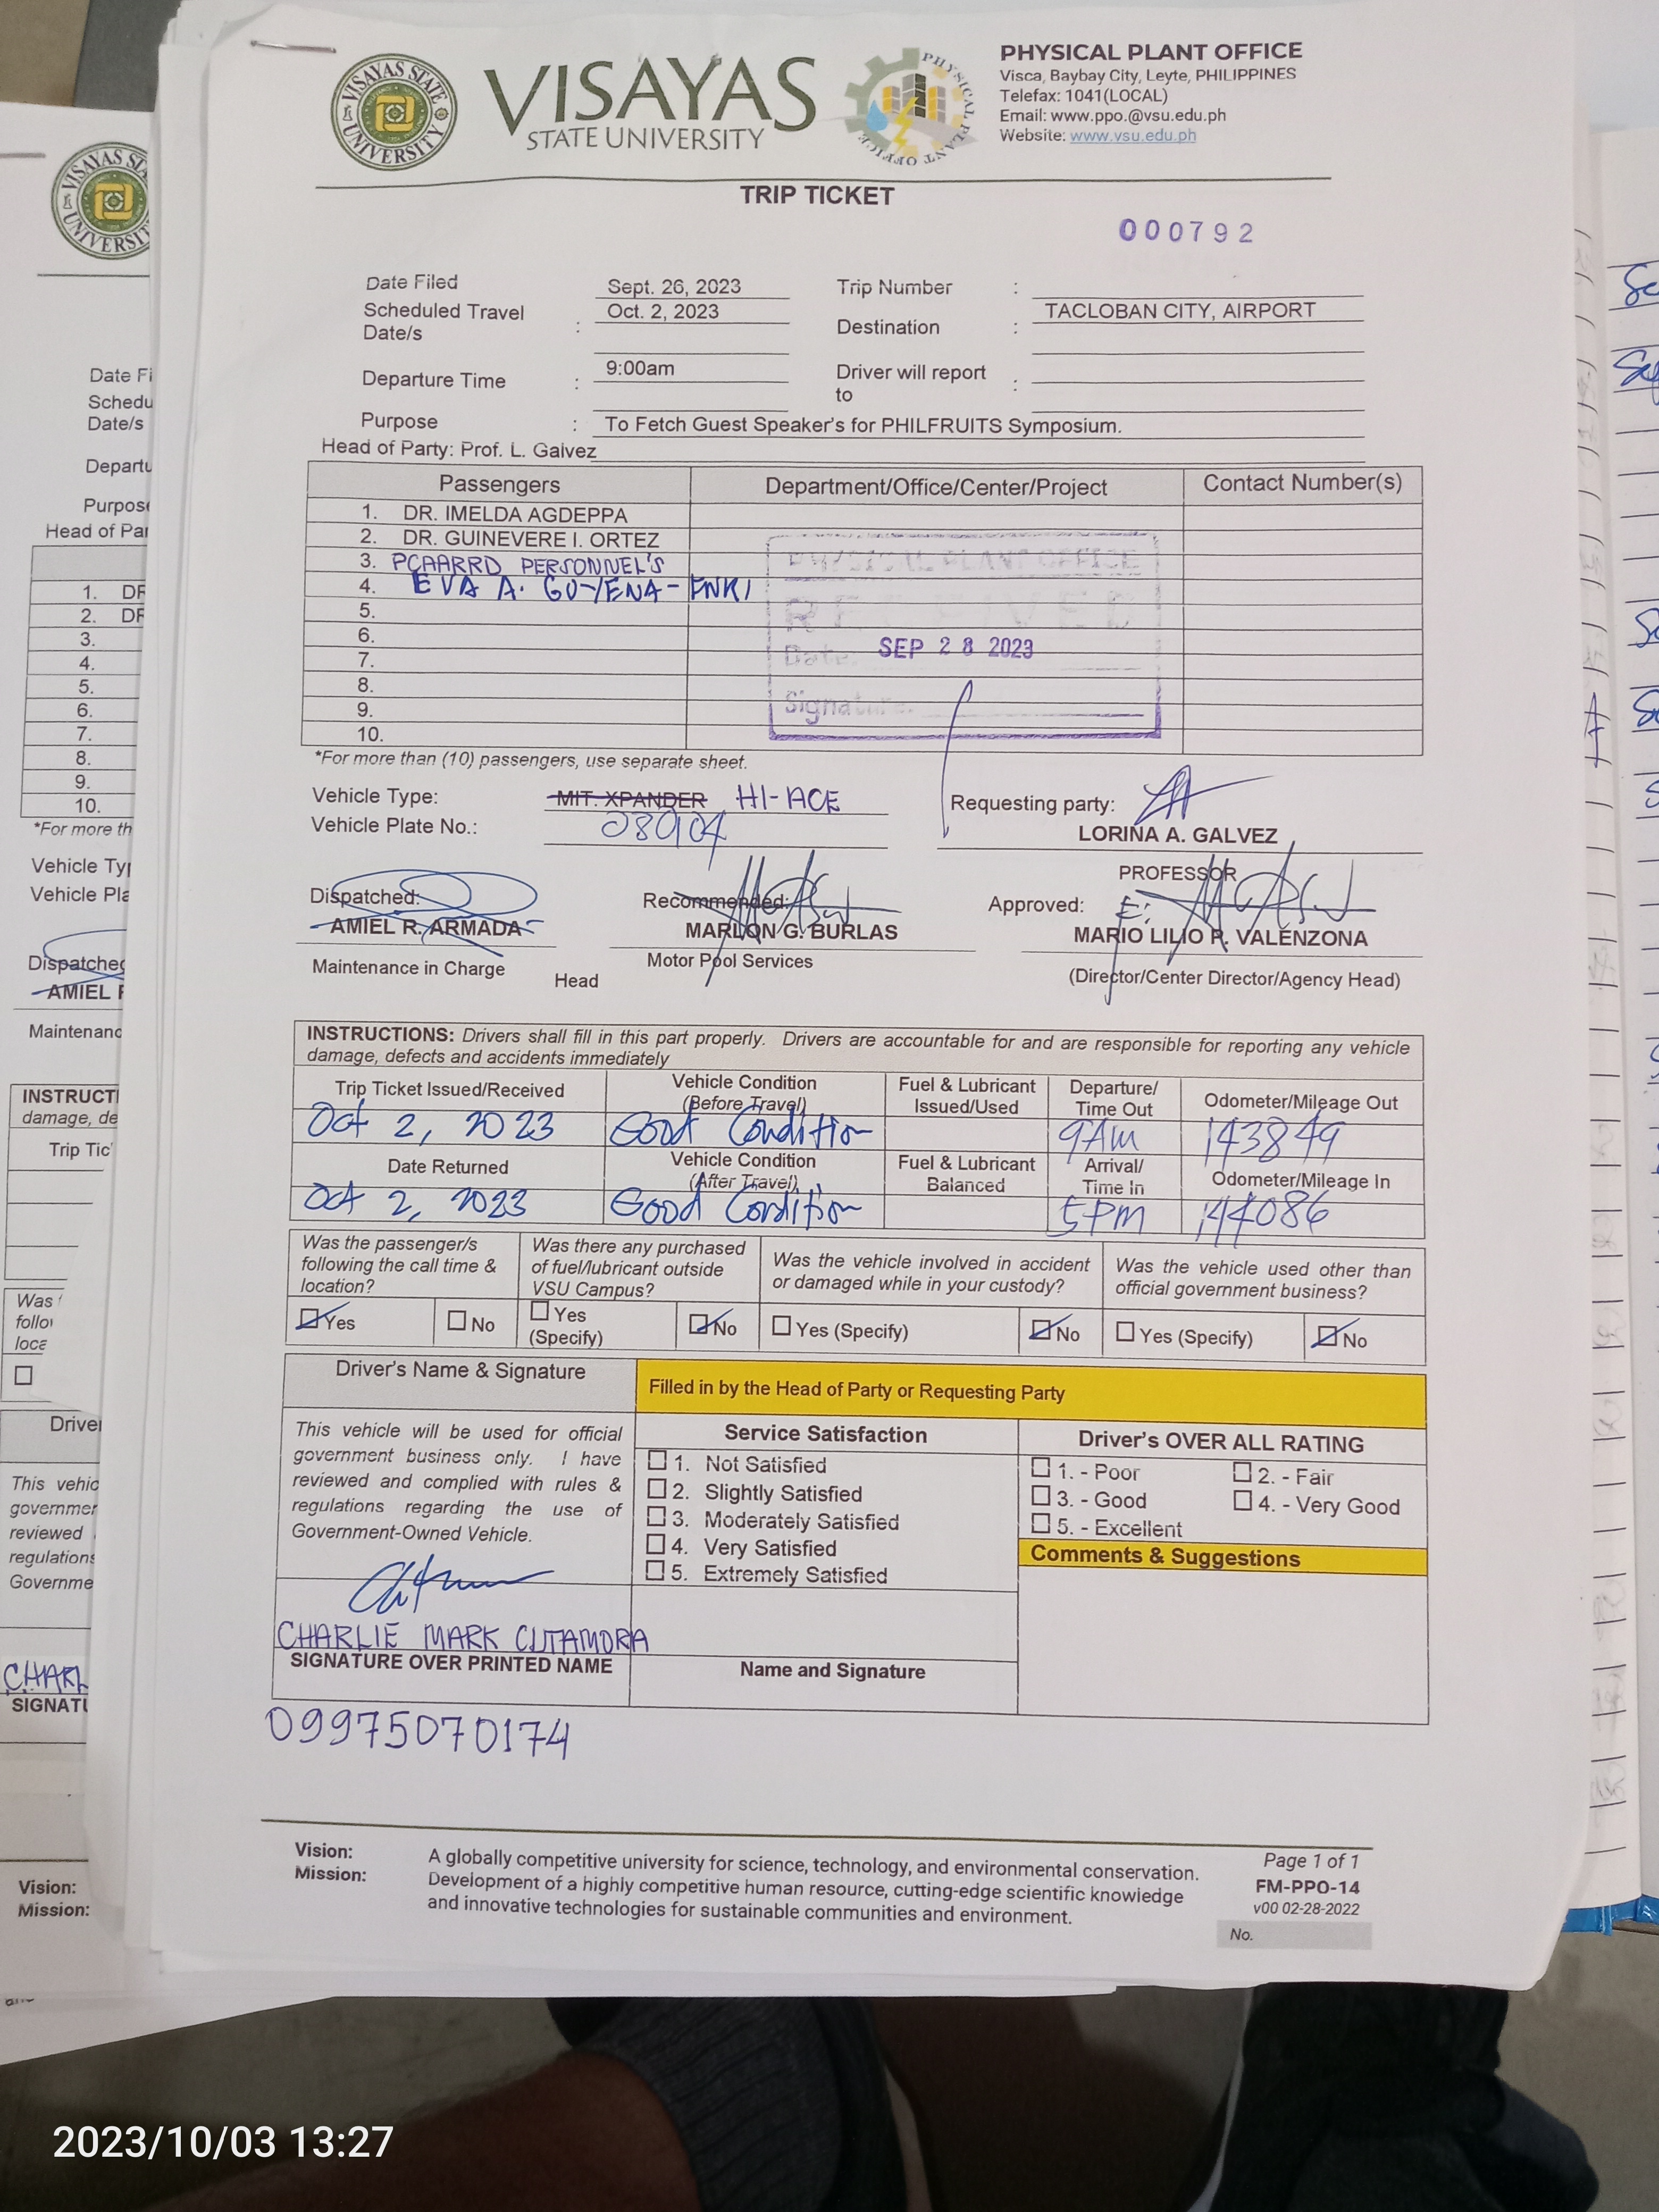 VISAYAS
STATE UNIVERSITY
VISAYAS STATE UNIVERSITY
PHYSICAL PLANT OFFICE
PHYSICAL PLANT OFFICE
Visca, Baybay City, Leyte, PHILIPPINES
Telefax: 1041(LOCAL)
Email: www.ppo.@vsu.edu.ph
Website: www.vsu.edu.ph
TRIP TICKET
000792
Date Filed Sept. 26, 2023 Trip Number :
Scheduled Travel Date/s : Oct. 2, 2023 Destination : TACLOBAN CITY, AIRPORT
Departure Time : 9:00am Driver will report to :
Purpose : To Fetch Guest Speaker's for PHILFRUITS Symposium.
Head of Party: Prof. L. Galvez
Passengers Department/Office/Center/Project Contact Number(s)
1. DR. IMELDA AGDEPPA
2. DR. GUINEVERE I. ORTEZ
3. PCAARRD PERSONNEL'S
4. EVA A. GOYENA - FNRI
5.
6.
7.
8.
9.
10.
PHYSICAL PLANT OFFICE
RECEIVED
Date: SEP 28 2023
Signature:
*For more than (10) passengers, use separate sheet.
Vehicle Type: MIT. XPANDER HI-ACE Requesting party:
Vehicle Plate No.: 08904 LORINA A. GALVEZ
PROFESSOR
Dispatched: Recommended: Approved:
AMIEL R. ARMADA MARLON G. BURLAS MARIO LILIO P. VALENZONA
Maintenance in Charge Head Motor Pool Services (Director/Center Director/Agency Head)
INSTRUCTIONS: Drivers shall fill in this part properly. Drivers are accountable for and are responsible for reporting any vehicle
damage, defects and accidents immediately
Trip Ticket Issued/Received Vehicle Condition (Before Travel) Fuel & Lubricant Issued/Used Departure/ Time Out Odometer/Mileage Out
Oct 2, 2023 Good Condition 9AM 143849
Date Returned Vehicle Condition (After Travel) Fuel & Lubricant Balanced Arrival/ Time In Odometer/Mileage In
Oct 2, 2023 Good Condition 5PM 144086
Was the passenger/s following the call time & location? Was there any purchased of fuel/lubricant outside VSU Campus? Was the vehicle involved in accident or damaged while in your custody? Was the vehicle used other than official government business?
Yes No Yes (Specify) No Yes (Specify) No Yes (Specify) No
Driver's Name & Signature Filled in by the Head of Party or Requesting Party
This vehicle will be used for official
government business only. I have
reviewed and complied with rules &
regulations regarding the use of
Government-Owned Vehicle.
Service Satisfaction
1. Not Satisfied
2. Slightly Satisfied
3. Moderately Satisfied
4. Very Satisfied
5. Extremely Satisfied
Driver's OVER ALL RATING
1. - Poor 2. - Fair
3. - Good 4. - Very Good
5. - Excellent
Comments & Suggestions
CHARLIE MARK CUTAMORA
SIGNATURE OVER PRINTED NAME Name and Signature
09975070174
Vision: A globally competitive university for science, technology, and environmental conservation.
Mission: Development of a highly competitive human resource, cutting-edge scientific knowledge
and innovative technologies for sustainable communities and environment.
Page 1 of 1
FM-PPO-14
v00 02-28-2022
No.
2023/10/03 13:27